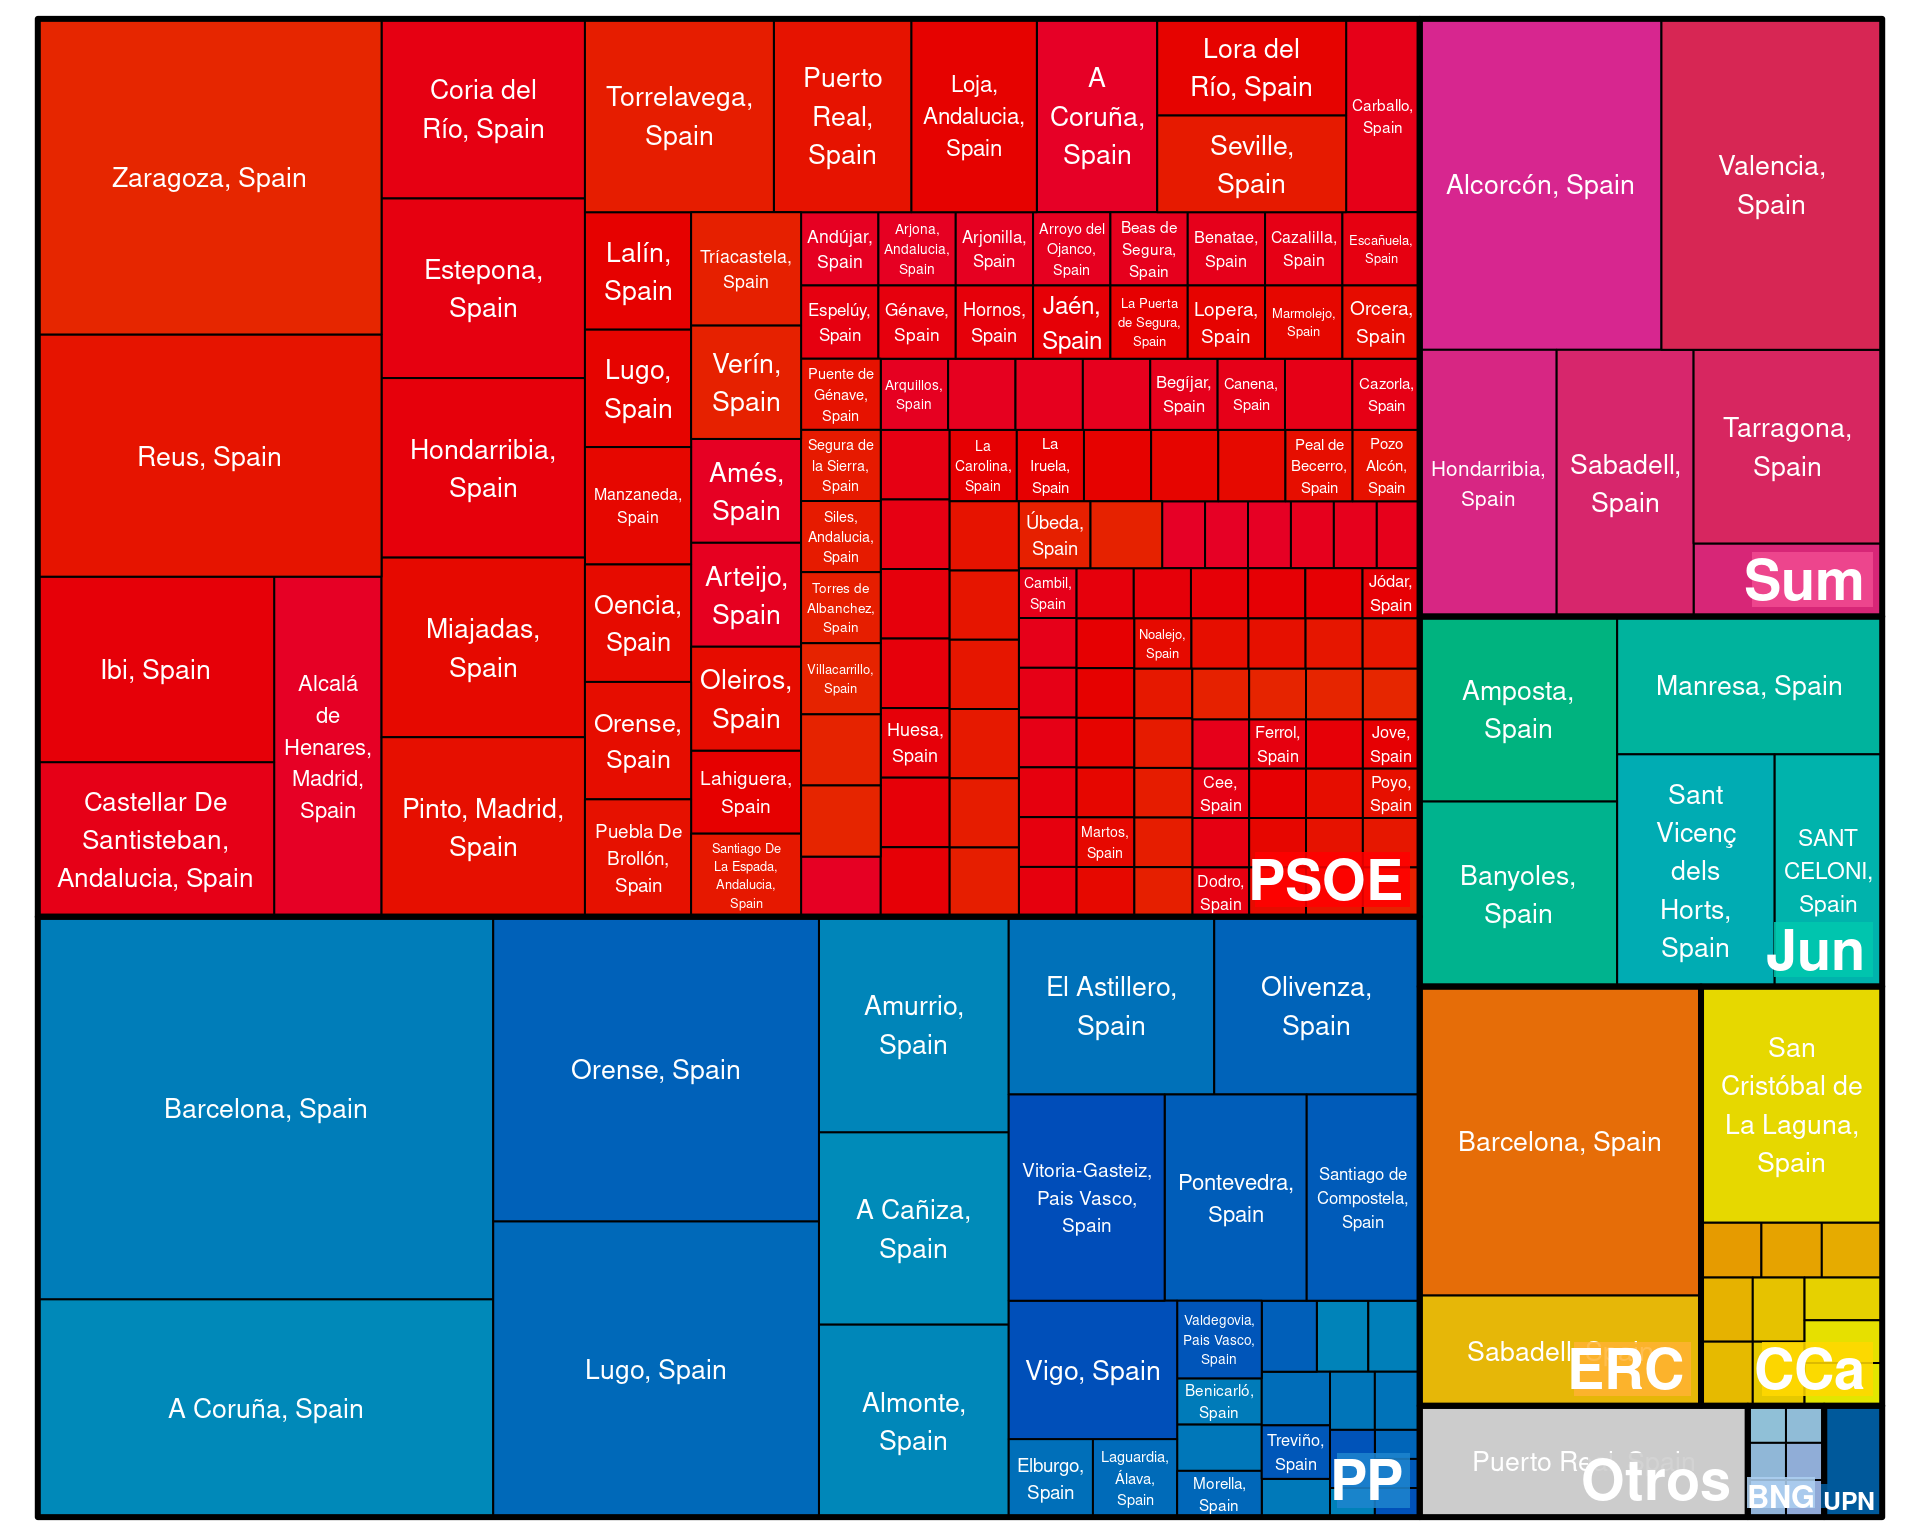 Zaragoza, Spain
Reus, Spain
Ibi, Spain
Castellar De
Santisteban,
Andalucia, Spain
Alcalá
de
Henares,
Madrid,
Spain
Coria del
Río, Spain
Estepona,
Spain
Hondarribia,
Spain
Miajadas,
Spain
Pinto, Madrid,
Spain
Torrelavega,
Spain
Puerto
Real,
Spain
Loja,
Andalucia,
Spain
A
Coruña,
Spain
Lora del
Río, Spain
Seville,
Spain
Carballo,
Spain
Lalín,
Spain
Lugo,
Spain
Manzaneda,
Spain
Oencia,
Spain
Orense,
Spain
Puebla De
Brollón,
Spain
Tríacastela,
Spain
Verín,
Spain
Amés,
Spain
Arteijo,
Spain
Oleiros,
Spain
Lahiguera,
Spain
Santiago De
La Espada,
Andalucia,
Spain
Andújar,
Spain
Arjona,
Andalucia,
Spain
Arjonilla,
Spain
Arroyo del
Ojanco,
Spain
Beas de
Segura,
Spain
Benatae,
Spain
Cazalilla,
Spain
Escañuela,
Spain
Espelúy,
Spain
Génave,
Spain
Hornos,
Spain
Jaén,
Spain
La Puerta
de Segura,
Spain
Lopera,
Spain
Marmolejo,
Spain
Orcera,
Spain
Puente de
Génave,
Spain
Segura de
la Sierra,
Spain
Siles,
Andalucia,
Spain
Torres de
Albanchez,
Spain
Villacarrillo,
Spain
Arquillos,
Spain
Begíjar,
Spain
Canena,
Spain
Cazorla,
Spain
La
Carolina,
Spain
La
Iruela,
Spain
Peal de
Becerro,
Spain
Pozo
Alcón,
Spain
Huesa,
Spain
Úbeda,
Spain
Cambil,
Spain
Jódar,
Spain
Noalejo,
Spain
Martos,
Spain
Ferrol,
Spain
Jove,
Spain
Cee,
Spain
Poyo,
Spain
Dodro,
Spain
PSOE
Alcorcón, Spain
Valencia,
Spain
Hondarribia,
Spain
Sabadell,
Spain
Tarragona,
Spain
Sum
Amposta,
Spain
Banyoles,
Spain
Manresa, Spain
Sant
Vicenç
dels
Horts,
Spain
SANT
CELONI,
Spain
Jun
Barcelona, Spain
A Coruña, Spain
Orense, Spain
Lugo, Spain
Amurrio,
Spain
A Cañiza,
Spain
Almonte,
Spain
El Astillero,
Spain
Olivenza,
Spain
Vitoria-Gasteiz,
Pais Vasco,
Spain
Pontevedra,
Spain
Santiago de
Compostela,
Spain
Vigo, Spain
Elburgo,
Spain
Laguardia,
Álava,
Spain
Valdegovia,
Pais Vasco,
Spain
Benicarló,
Spain
Morella,
Spain
Treviño,
Spain
PP
Barcelona, Spain
Sabadell, Spain
ERC
San
Cristóbal de
La Laguna,
Spain
CCa
Puerto Real, Spain
Otros
BNG
UPN